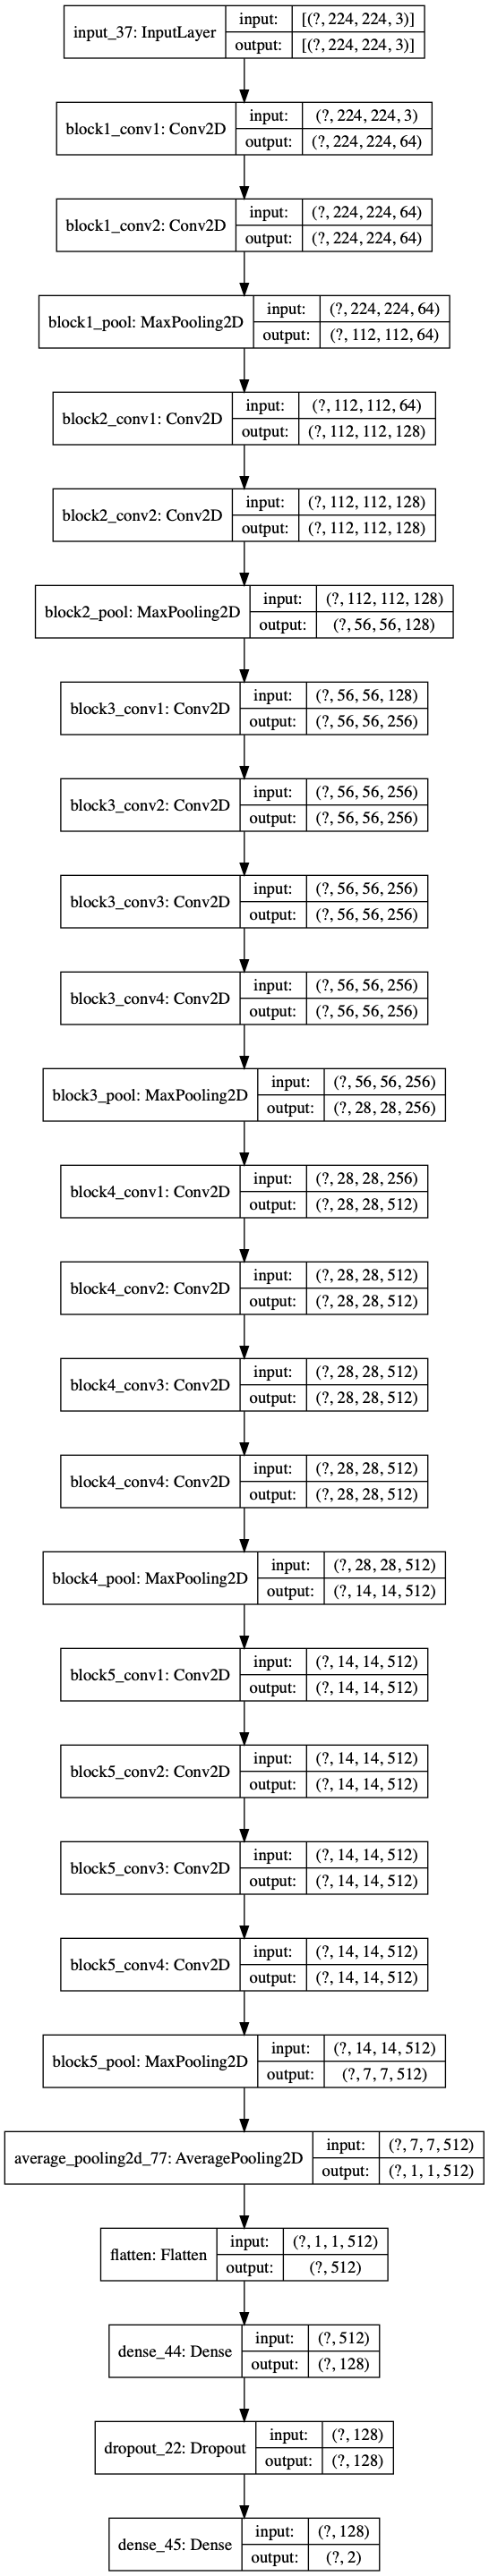 input_37: InputLayer
input: [(?, 224, 224, 3)]
output: [(?, 224, 224, 3)]
block1_conv1: Conv2D
input: (?, 224, 224, 3)
output: (?, 224, 224, 64)
block1_conv2: Conv2D
input: (?, 224, 224, 64)
output: (?, 224, 224, 64)
block1_pool: MaxPooling2D
input: (?, 224, 224, 64)
output: (?, 112, 112, 64)
block2_conv1: Conv2D
input: (?, 112, 112, 64)
output: (?, 112, 112, 128)
block2_conv2: Conv2D
input: (?, 112, 112, 128)
output: (?, 112, 112, 128)
block2_pool: MaxPooling2D
input: (?, 112, 112, 128)
output: (?, 56, 56, 128)
block3_conv1: Conv2D
input: (?, 56, 56, 128)
output: (?, 56, 56, 256)
block3_conv2: Conv2D
input: (?, 56, 56, 256)
output: (?, 56, 56, 256)
block3_conv3: Conv2D
input: (?, 56, 56, 256)
output: (?, 56, 56, 256)
block3_conv4: Conv2D
input: (?, 56, 56, 256)
output: (?, 56, 56, 256)
block3_pool: MaxPooling2D
input: (?, 56, 56, 256)
output: (?, 28, 28, 256)
block4_conv1: Conv2D
input: (?, 28, 28, 256)
output: (?, 28, 28, 512)
block4_conv2: Conv2D
input: (?, 28, 28, 512)
output: (?, 28, 28, 512)
block4_conv3: Conv2D
input: (?, 28, 28, 512)
output: (?, 28, 28, 512)
block4_conv4: Conv2D
input: (?, 28, 28, 512)
output: (?, 28, 28, 512)
block4_pool: MaxPooling2D
input: (?, 28, 28, 512)
output: (?, 14, 14, 512)
block5_conv1: Conv2D
input: (?, 14, 14, 512)
output: (?, 14, 14, 512)
block5_conv2: Conv2D
input: (?, 14, 14, 512)
output: (?, 14, 14, 512)
block5_conv3: Conv2D
input: (?, 14, 14, 512)
output: (?, 14, 14, 512)
block5_conv4: Conv2D
input: (?, 14, 14, 512)
output: (?, 14, 14, 512)
block5_pool: MaxPooling2D
input: (?, 14, 14, 512)
output: (?, 7, 7, 512)
average_pooling2d_77: AveragePooling2D
input: (?, 7, 7, 512)
output: (?, 1, 1, 512)
flatten: Flatten
input: (?, 1, 1, 512)
output: (?, 512)
dense_44: Dense
input: (?, 512)
output: (?, 128)
dropout_22: Dropout
input: (?, 128)
output: (?, 128)
dense_45: Dense
input: (?, 128)
output: (?, 2)